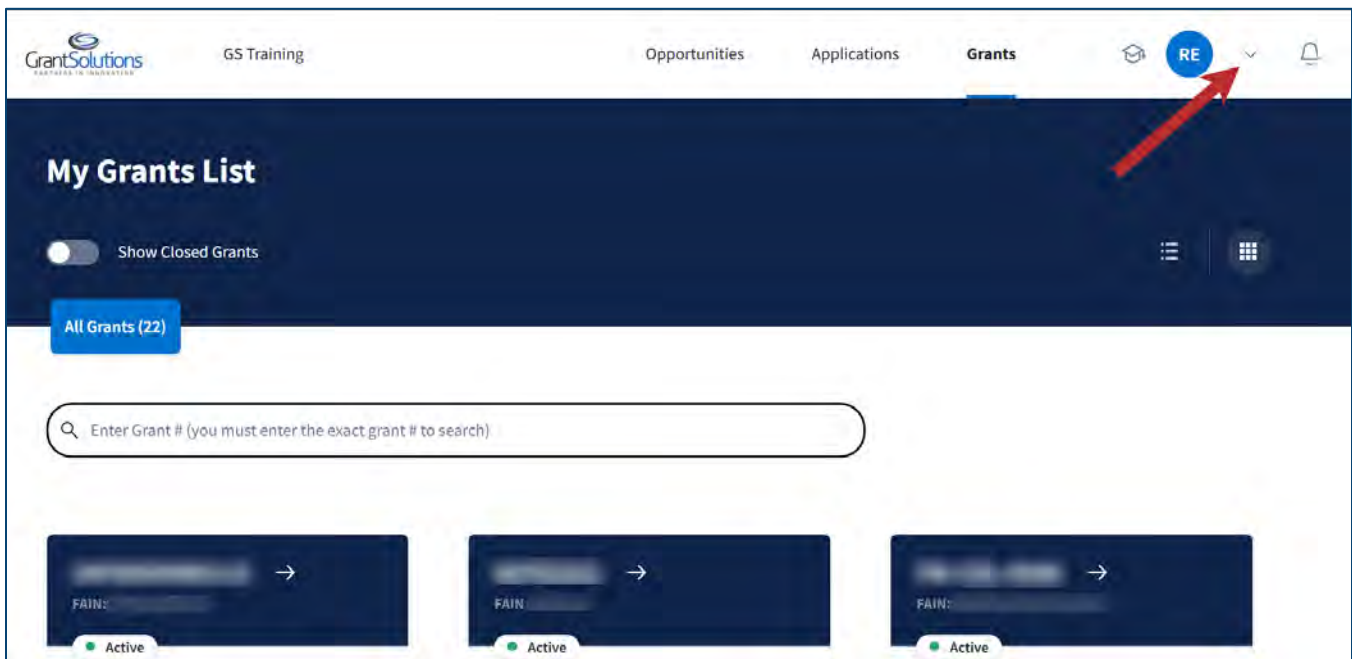 GrantSolutions
PARTNERS IN INNOVATION
GS Training
Opportunities
Applications
Grants
RE
My Grants List
Show Closed Grants
All Grants (22)
Enter Grant # (you must enter the exact grant # to search)
FAIN:
FAIN
FAIN:
Active
Active
Active